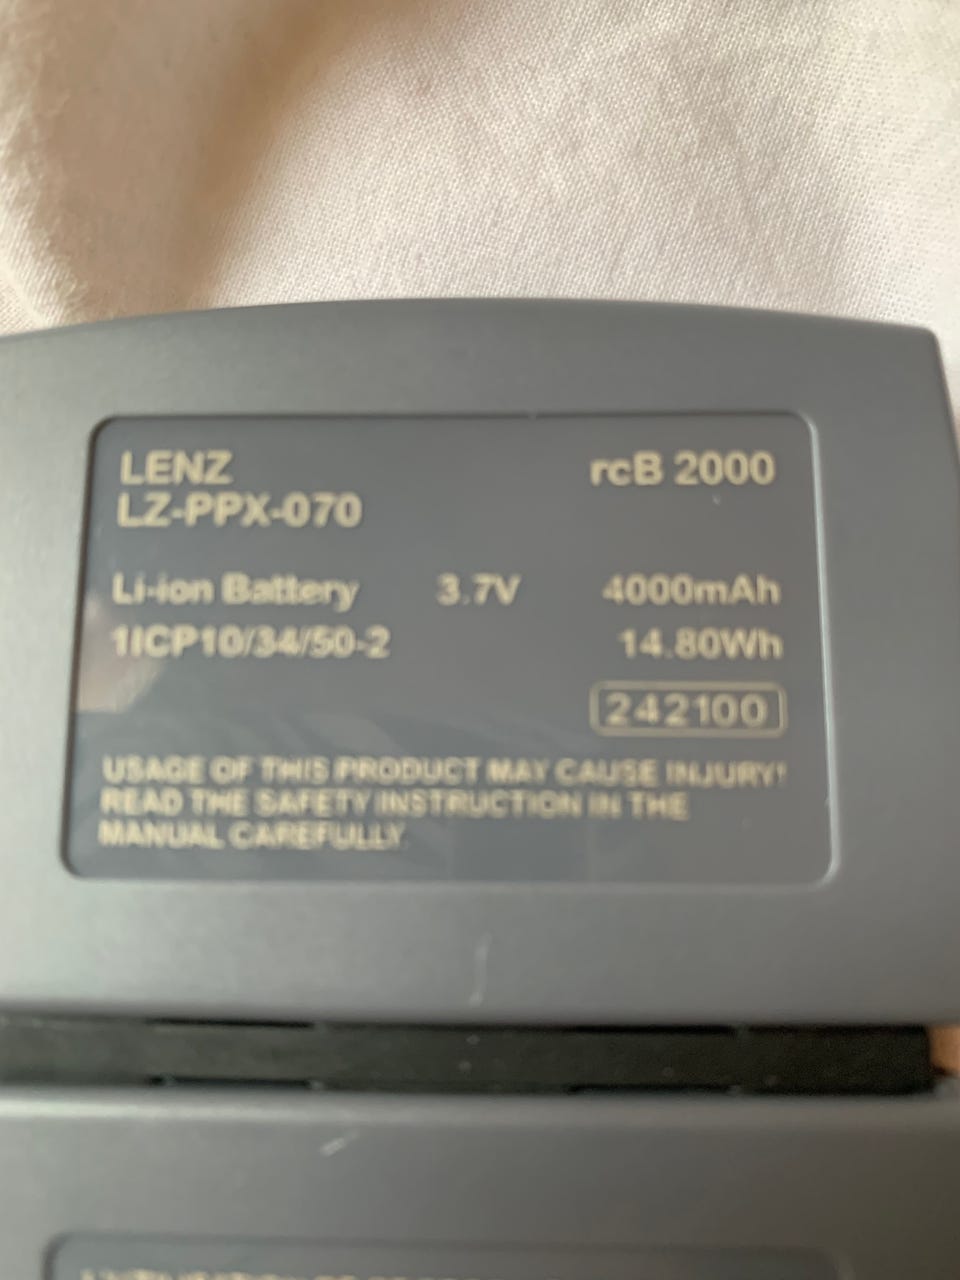 LENZ
rcB 2000
LZ-PPX-070
Li-ion Battery 3.7V 4000mAh
1ICP10/34/50-2 14.80Wh
242100
USAGE OF THIS PRODUCT MAY CAUSE INJURY!
READ THE SAFETY INSTRUCTION IN THE
MANUAL CAREFULLY.